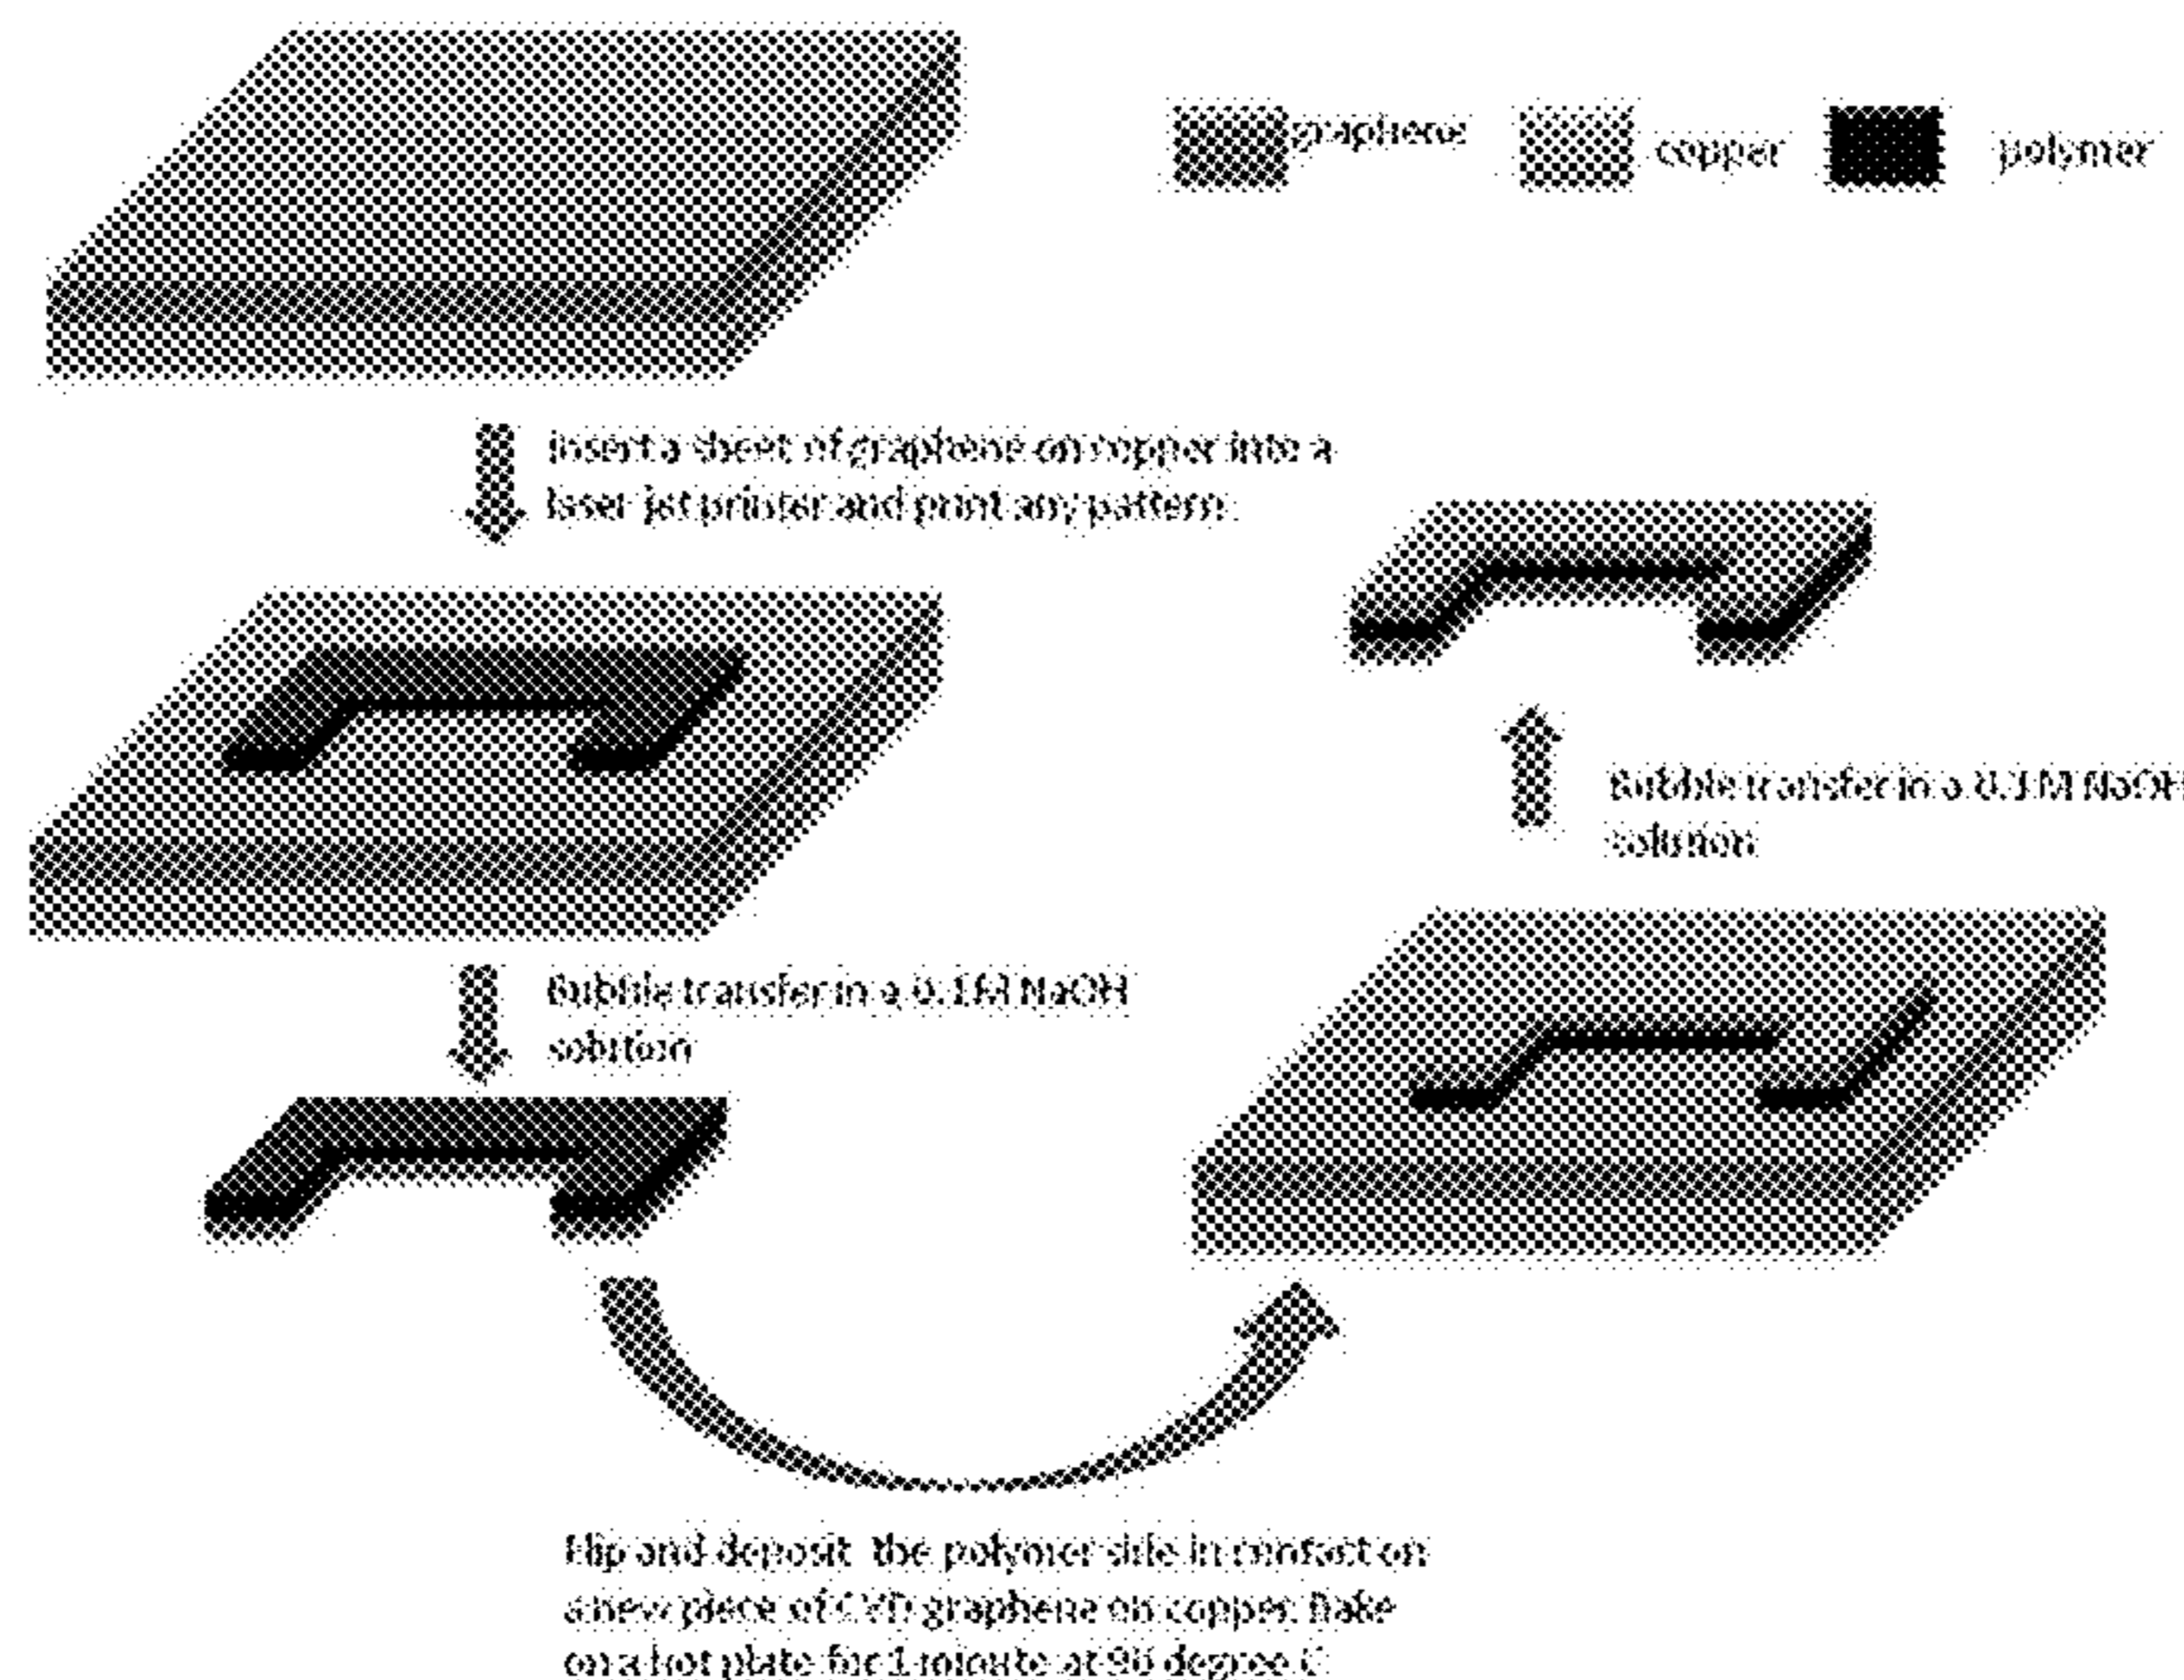 graphene
copper
polymer
Insert a sheet of graphene on copper into a
laser jet printer and print any pattern
Bubble transfer in a 0.1M NaOH
solution
Bubble transfer in a 0.1M NaOH
solution
Flip and deposit the polymer side in contact on
a new piece of CVD graphene on copper. Bake
on a hot plate for 1 minute at degree C